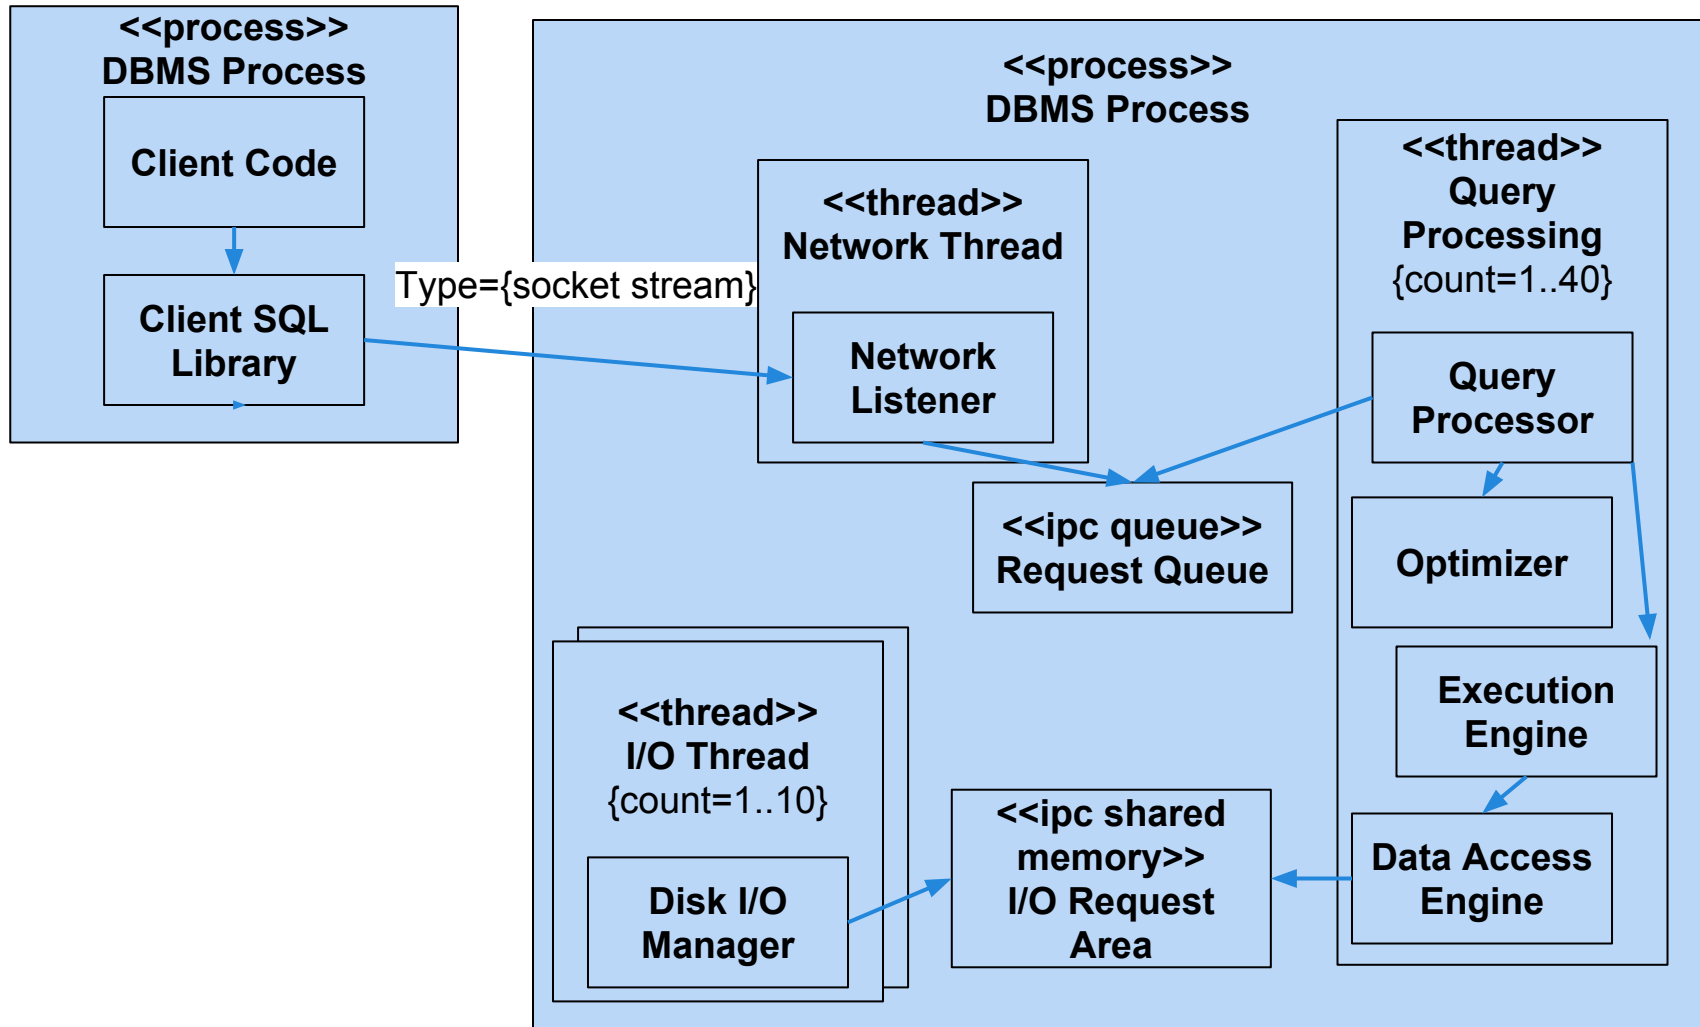 <<process>>
DBMS Process
Client Code
Client SQL
Library
Type={socket stream}
<<process>>
DBMS Process
<<thread>>
Network Thread
Network
Listener
<<ipc queue>>
Request Queue
<<thread>>
Query
Processing
{count=1..40}
Query
Processor
Optimizer
Execution
Engine
Data Access
Engine
<<thread>>
I/O Thread
{count=1..10}
Disk I/O
Manager
<<ipc shared
memory>>
I/O Request
Area